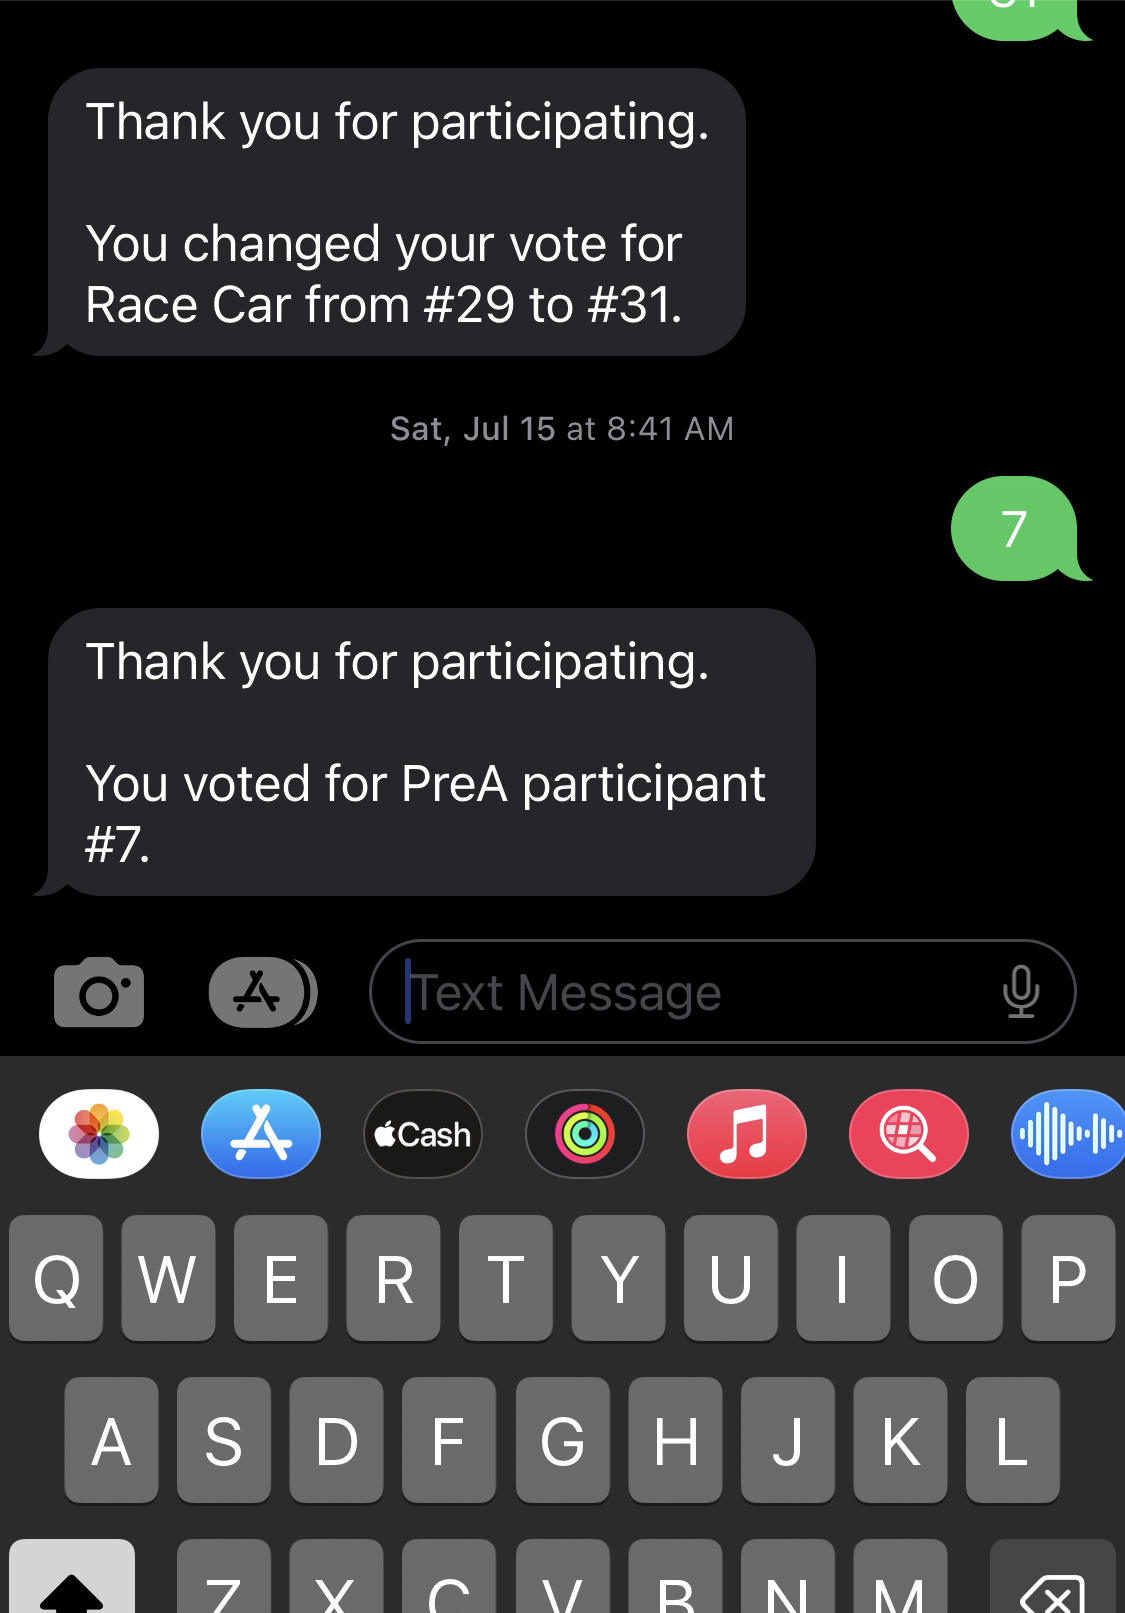 Thank you for participating.
You changed your vote for
Race Car from #29 to #31.
Sat, Jul 15 at 8:41 AM
7
Thank you for participating.
You voted for PreA participant
#7.
Text Message
Cash
Q W E R T Y U I O P
A S D F G H J K L
Z X C V B N M